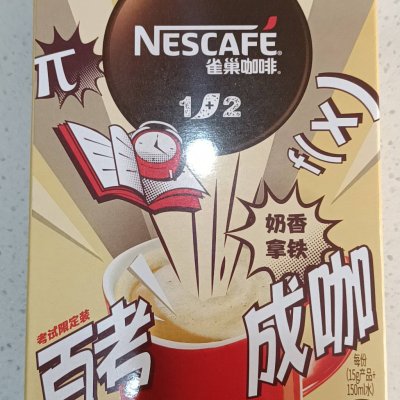 NESCAFÉ
雀巢咖啡
1+2
π
f(x)
奶香
拿铁
考试限定装
百考
成咖
每份
(15g产品+
150ml水)